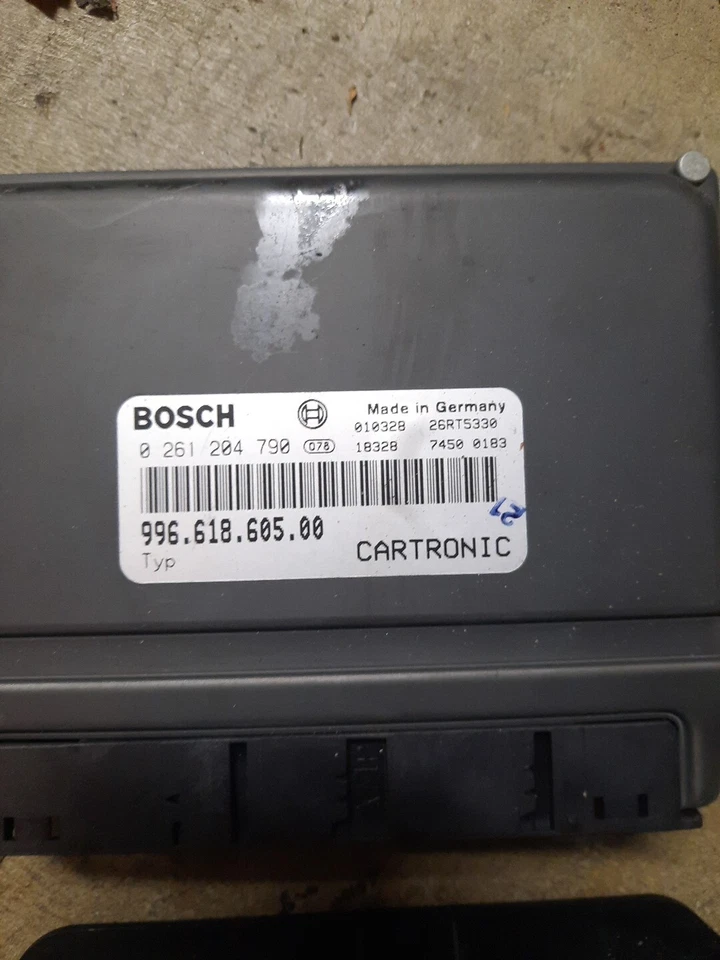 BOSCH Made in Germany
010328 26RT5330
0 261 204 790 078 18328 7450 0183
996.618.605.00
Typ CARTRONIC